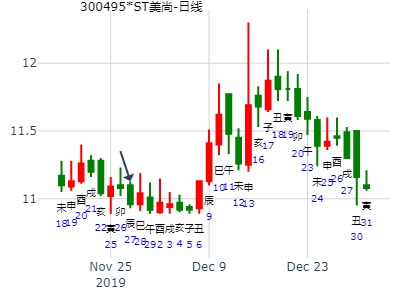 300495*ST美尚-日线
12
11.5
11
未 18
申 19
酉 20
戌 21
亥 22
寅 25
卯 26
辰 27
巳 28
午 29
酉 2
戌 3
亥 4
子 5
丑 6
辰 9
巳 10
午 11
未 12
申 13
亥 16
子 17
丑 18
寅 19
卯 20
午 23
未 24
申 25
酉 26
戌 27
丑 30
寅 31
Nov 25
2019
Dec 9
Dec 23